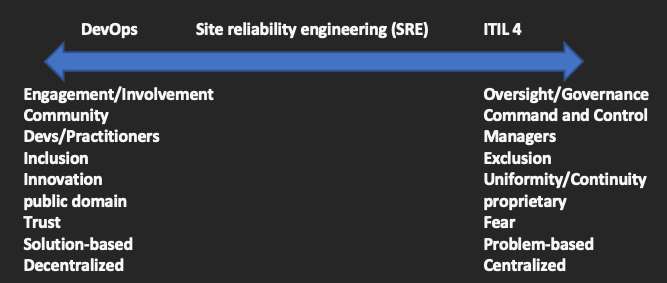 DevOps Site reliability engineering (SRE) ITIL 4
Engagement/Involvement Oversight/Governance
Community Command and Control
Devs/Practitioners Managers
Inclusion Exclusion
Innovation Uniformity/Continuity
public domain proprietary
Trust Fear
Solution-based Problem-based
Decentralized Centralized